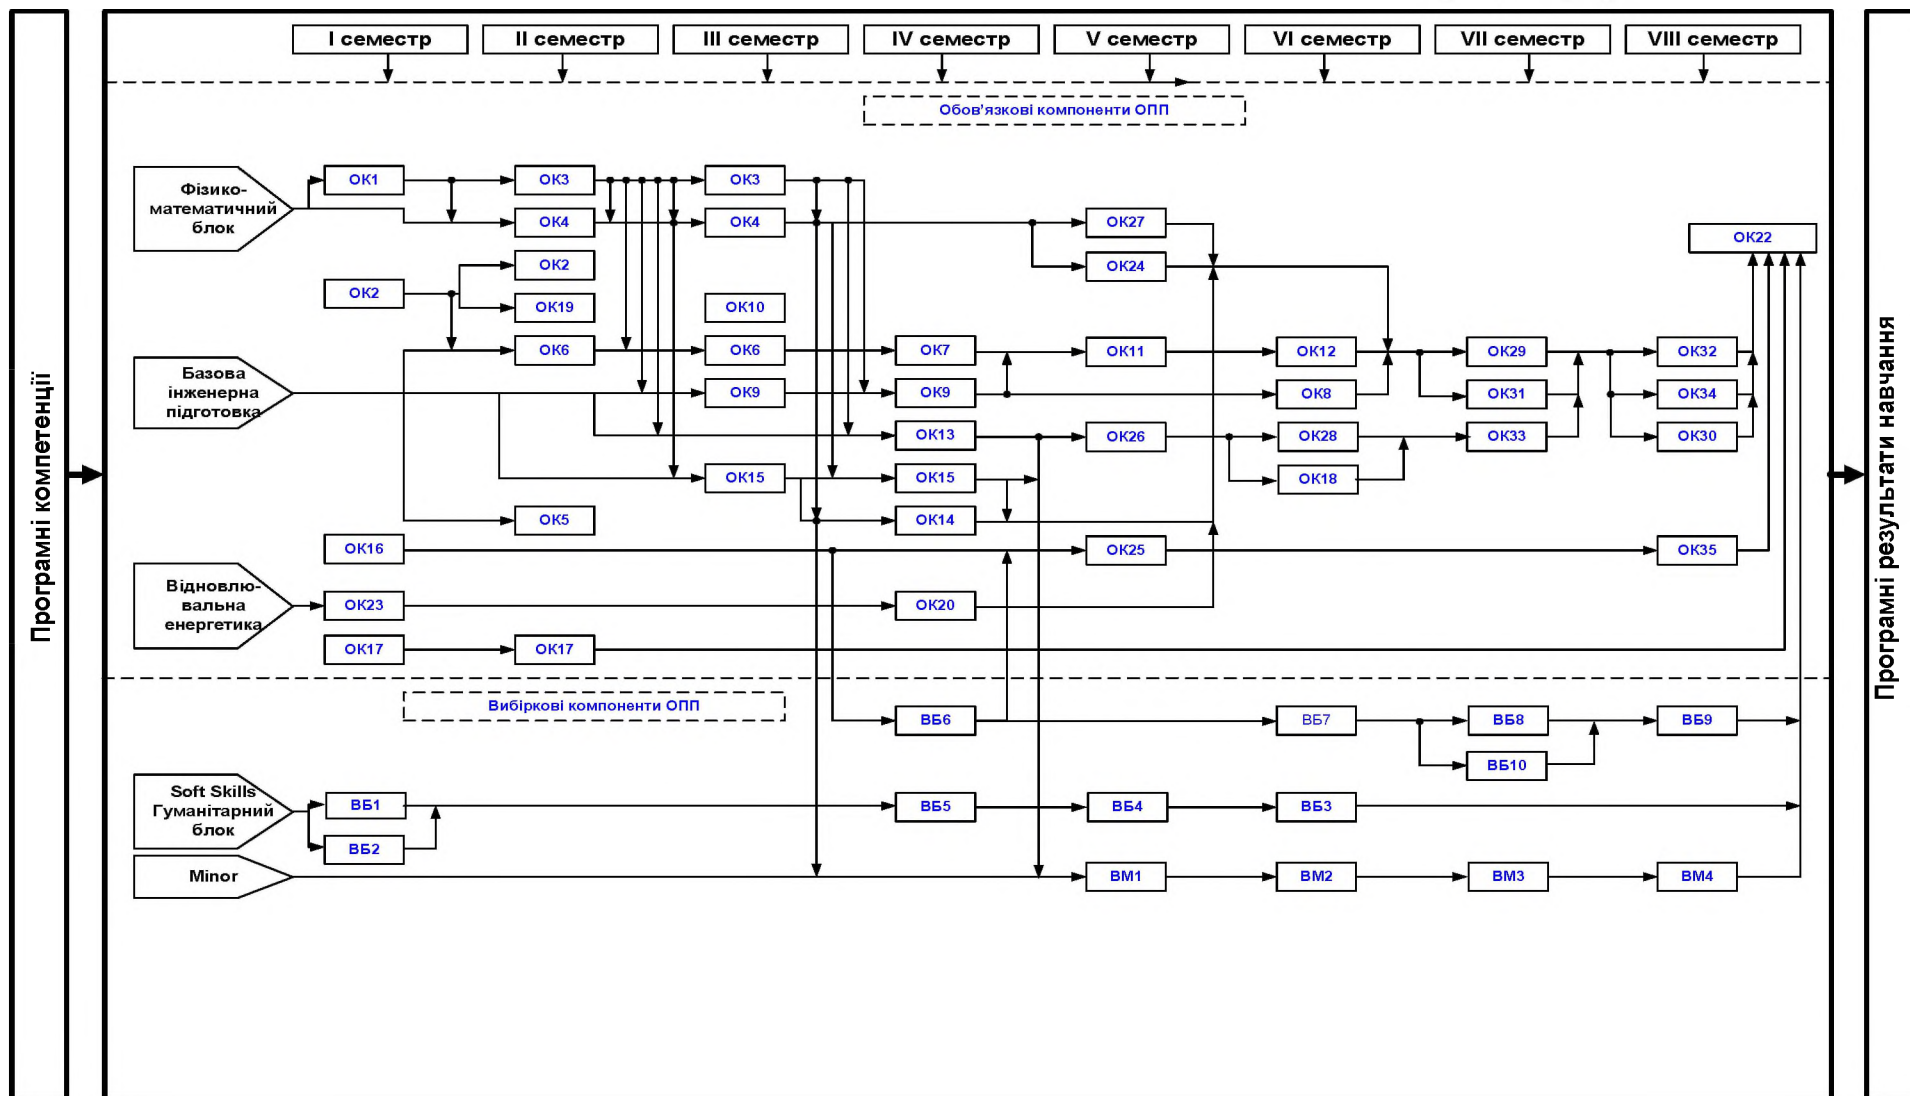 Програмні компетенції
I семестр
II семестр
III семестр
IV семестр
V семестр
VI семестр
VII семестр
VIII семестр
Обов'язкові компоненти ОПП
Фізико-
математичний
блок
ОК1
ОК3
ОК3
ОК4
ОК4
ОК27
ОК22
ОК2
ОК24
ОК2
ОК19
ОК10
Базова
інженерна
підготовка
ОК6
ОК6
ОК7
ОК11
ОК12
ОК29
ОК32
ОК9
ОК9
ОК8
ОК31
ОК34
ОК13
ОК26
ОК28
ОК33
ОК30
ОК15
ОК15
ОК18
ОК5
ОК14
ОК16
ОК25
ОК35
Відновлю-
вальна
енергетика
ОК23
ОК20
ОК17
ОК17
Вибіркові компоненти ОПП
ВБ6
ВБ7
ВБ8
ВБ9
ВБ10
Soft Skills
Гуманітарний
блок
ВБ1
ВБ5
ВБ4
ВБ3
ВБ2
Minor
ВМ1
ВМ2
ВМ3
ВМ4
Прогрмні результати навчання